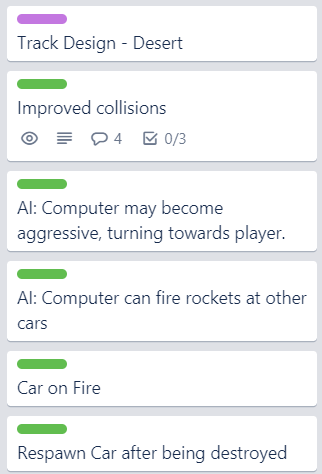 Track Design - Desert
Improved collisions
4 0/3
AI: Computer may become
aggressive, turning towards player.
AI: Computer can fire rockets at other
cars
Car on Fire
Respawn Car after being destroyed